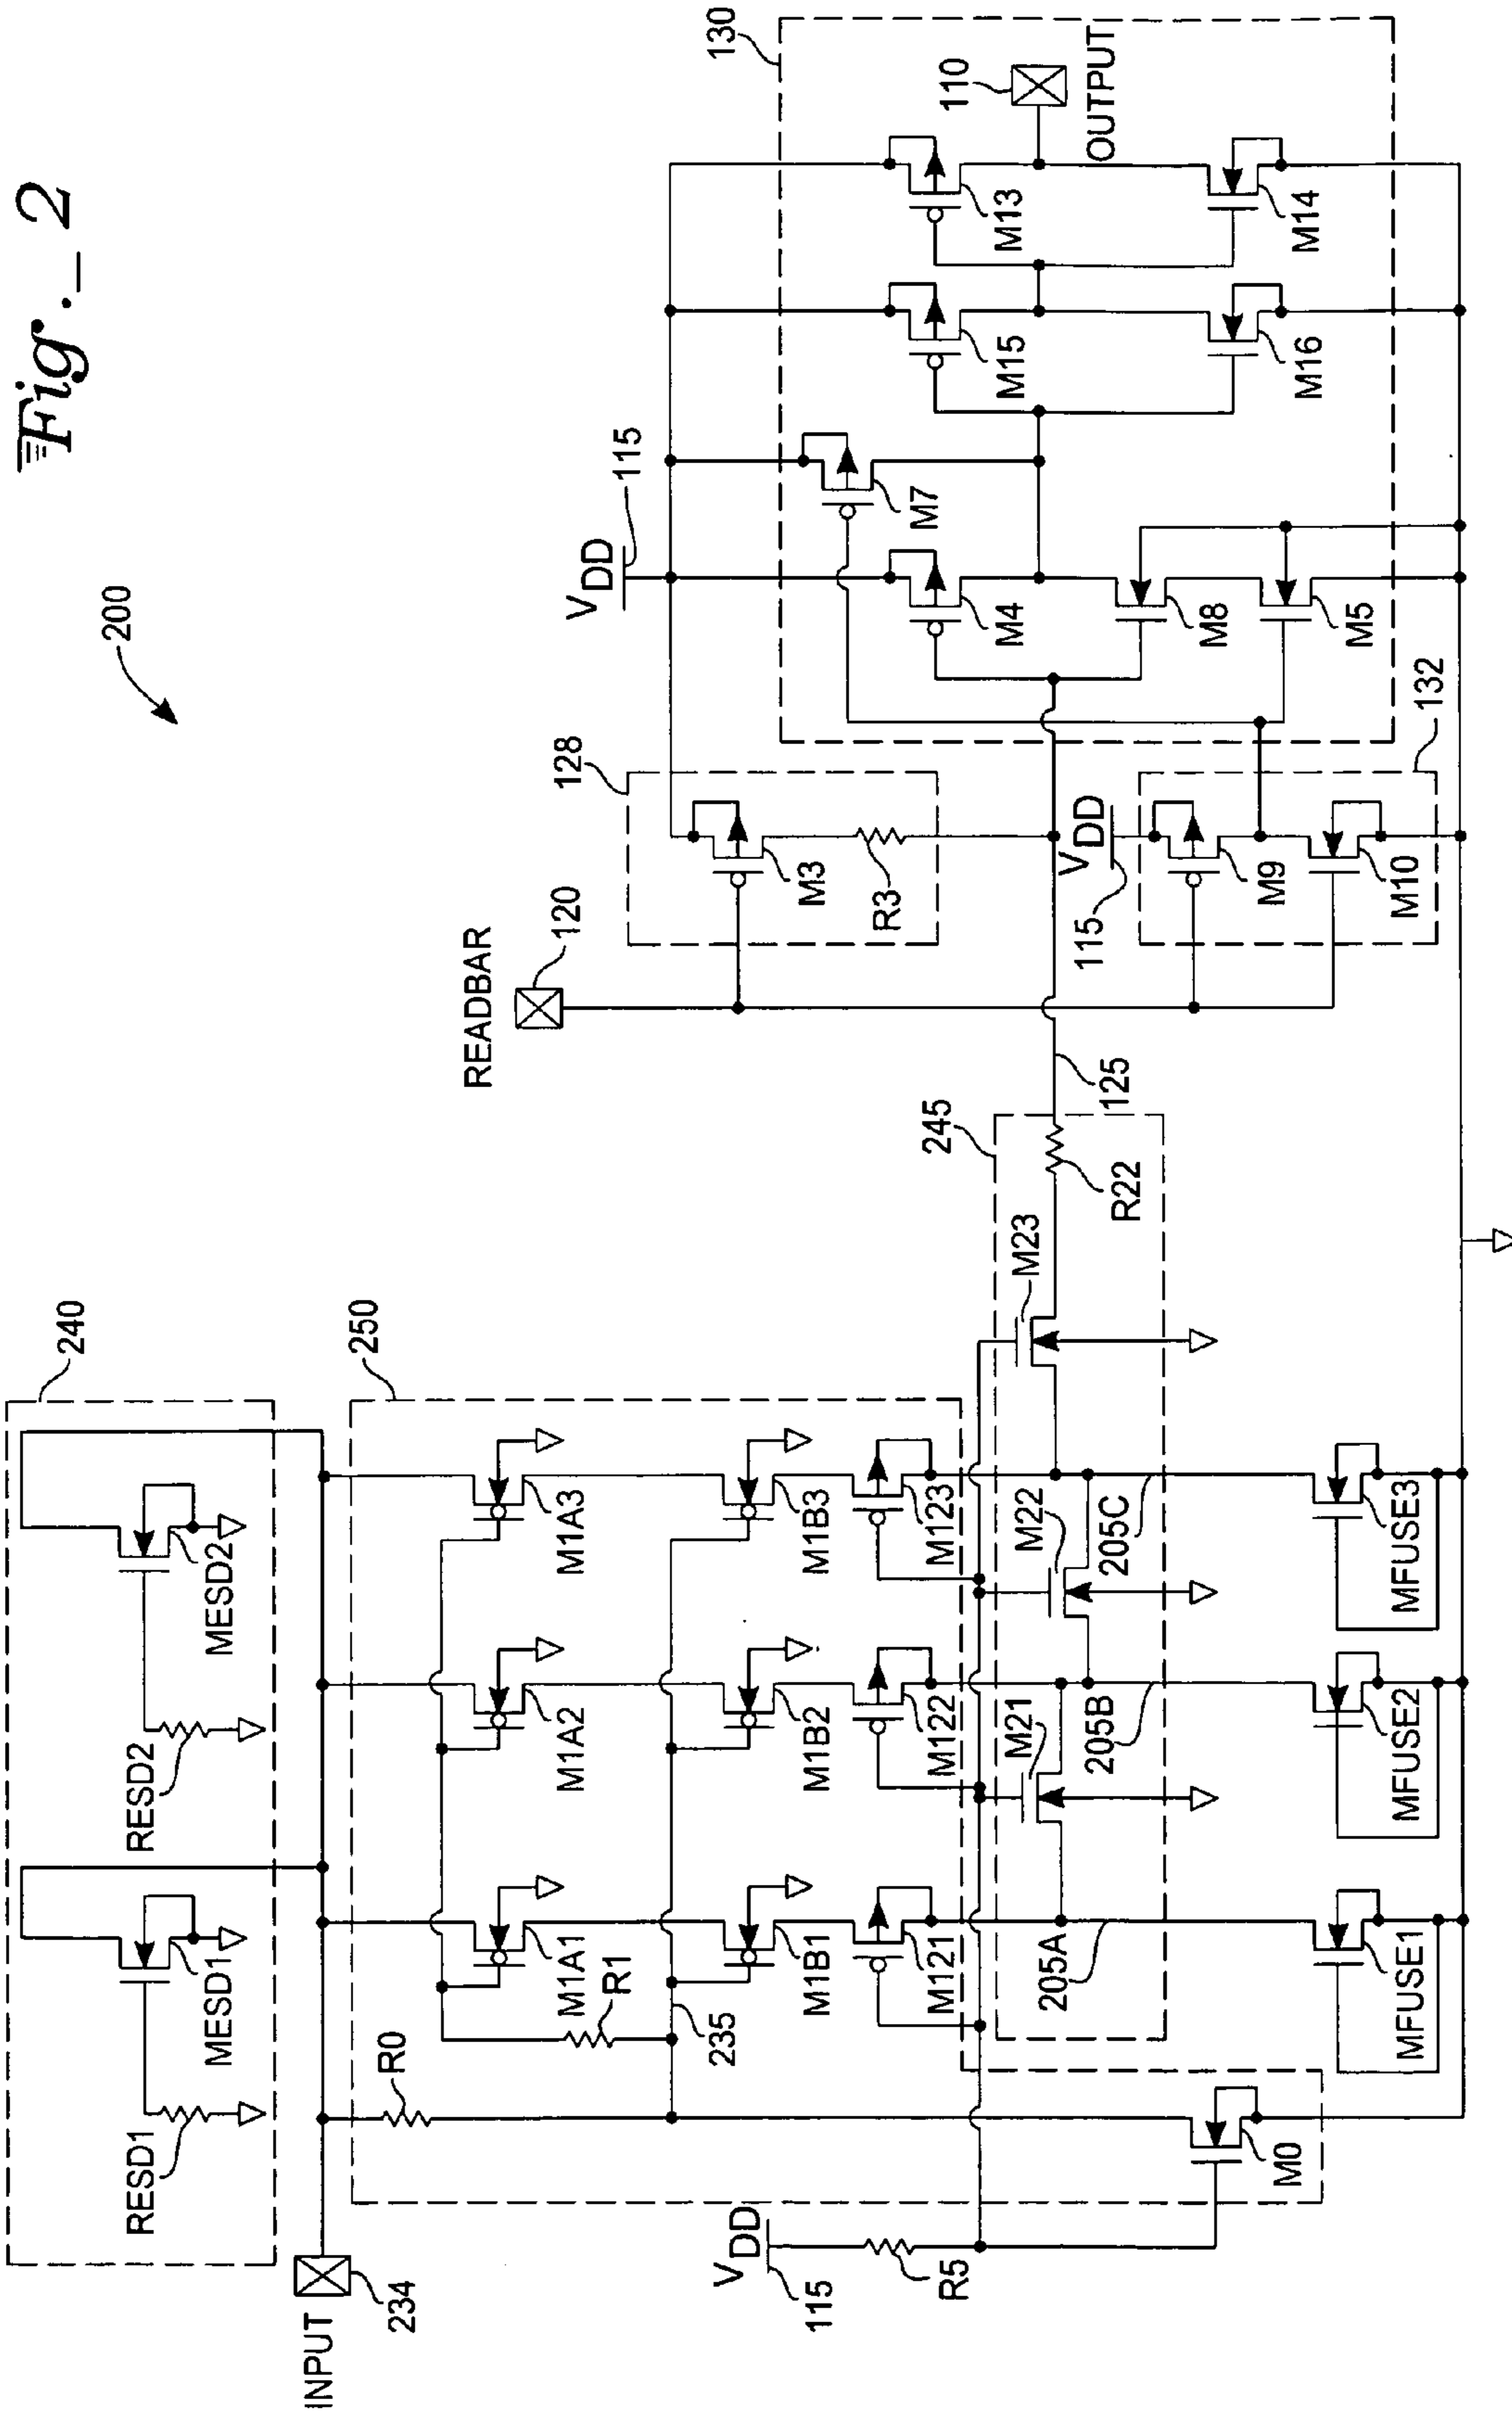 Fig._ 2
200
240
RESD1
MESD1
RESD2
MESD2
INPUT
234
250
R0
M1A1
M1A2
M1A3
R1
235
M1B1
M1B2
M1B3
M121
M122
M123
VDD
115
R5
M0
205A
205B
205C
M21
M22
M23
245
R22
125
MFUSE1
MFUSE2
MFUSE3
READBAR
120
128
M3
R3
VDD
115
VDD
115
M9
M10
132
130
M4
M7
M8
M5
M15
M16
M13
M14
110
OUTPUT